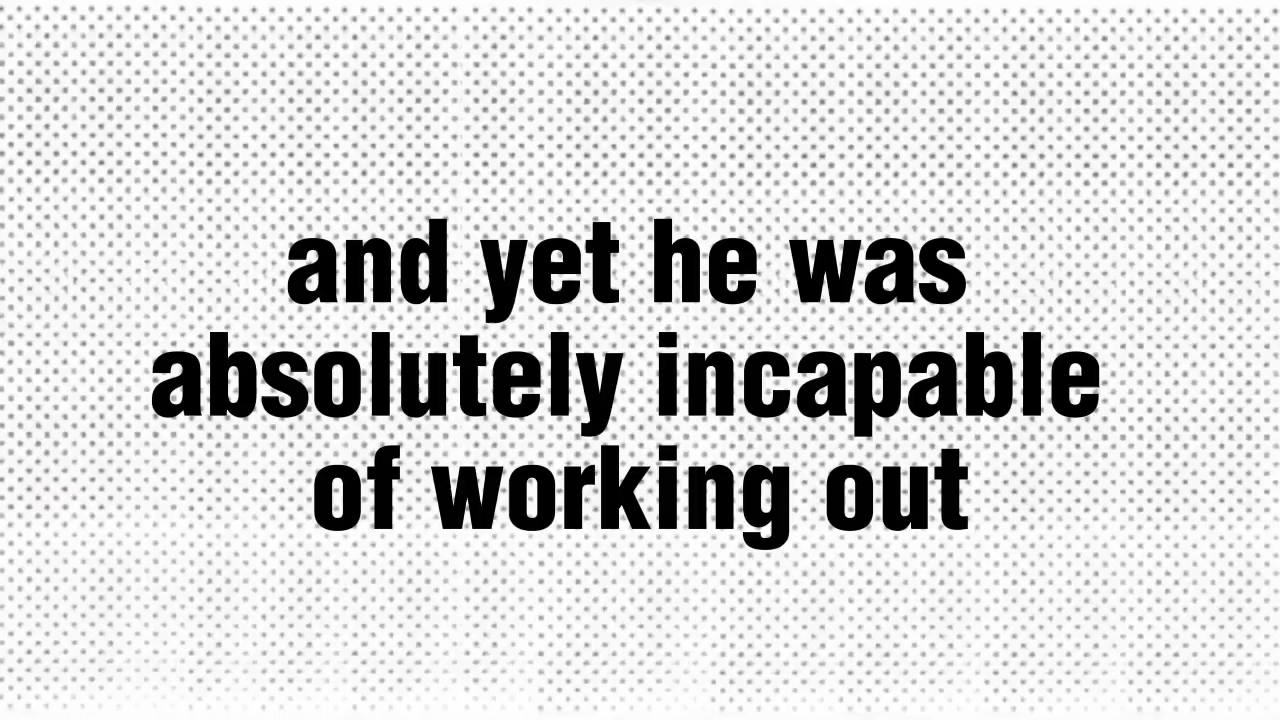 and yet he was
absolutely incapable
of working out